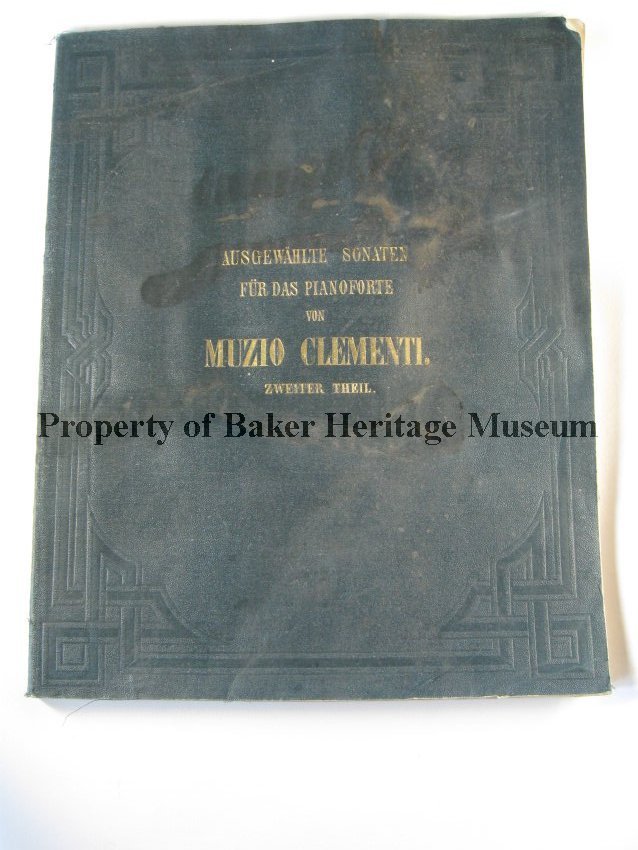 AUSGEWÄHLTE SONATEN
FÜR DAS PIANOFORTE
VON
MUZIO CLEMENTI.
ZWEITER THEIL.
Property of Baker Heritage Museum